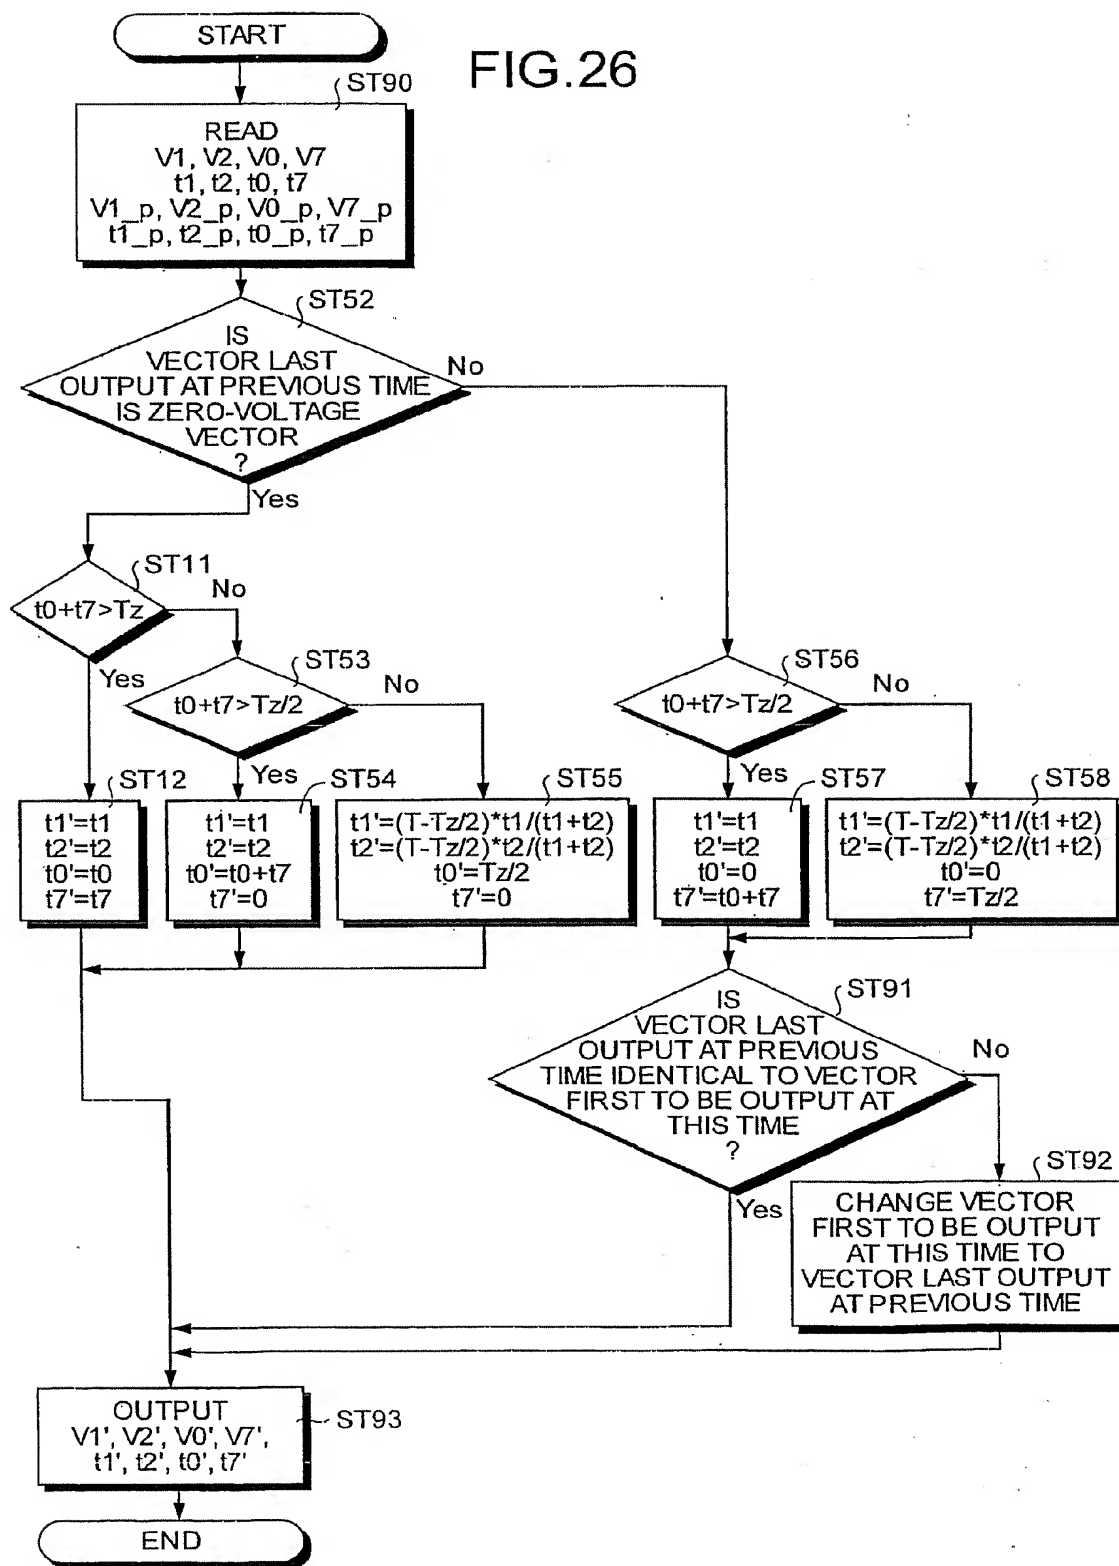 START
FIG.26
ST90
READ
V1, V2, V0, V7
t1, t2, t0, t7
V1_p, V2_p, V0_p, V7_p
t1_p, t2_p, t0_p, t7_p
ST52
IS
VECTOR LAST
OUTPUT AT PREVIOUS TIME
IS ZERO-VOLTAGE
VECTOR
?
No
Yes
ST11
t0+t7>Tz
No
Yes
ST53
t0+t7>Tz/2
No
Yes
ST56
t0+t7>Tz/2
No
Yes
ST12
t1'=t1
t2'=t2
t0'=t0
t7'=t7
ST54
t1'=t1
t2'=t2
t0'=t0+t7
t7'=0
ST55
t1'=(T-Tz/2)*t1/(t1+t2)
t2'=(T-Tz/2)*t2/(t1+t2)
t0'=Tz/2
t7'=0
ST57
t1'=t1
t2'=t2
t0'=0
t7'=t0+t7
ST58
t1'=(T-Tz/2)*t1/(t1+t2)
t2'=(T-Tz/2)*t2/(t1+t2)
t0'=0
t7'=Tz/2
ST91
IS
VECTOR LAST
OUTPUT AT PREVIOUS
TIME IDENTICAL TO VECTOR
FIRST TO BE OUTPUT AT
THIS TIME
?
No
Yes
ST92
CHANGE VECTOR
FIRST TO BE OUTPUT
AT THIS TIME TO
VECTOR LAST OUTPUT
AT PREVIOUS TIME
OUTPUT
V1', V2', V0', V7',
t1', t2', t0', t7'
ST93
END